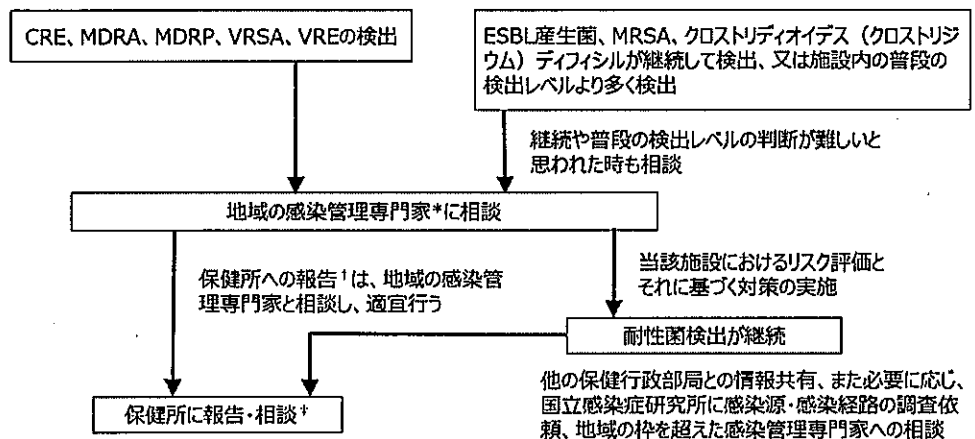 CRE、MDRA、MDRP、VRSA、VREの検出
ESBL産生菌、MRSA、クロストリディオイデス（クロストリジ
ウム）ディフィシルが継続して検出、又は施設内の普段の
検出レベルより多く検出
継続や普段の検出レベルの判断が難しいと
思われた時も相談
地域の感染管理専門家*に相談
保健所への報告†は、地域の感染管
理専門家と相談し、適宜行う
当該施設におけるリスク評価と
それに基づく対策の実施
耐性菌検出が継続
保健所に報告・相談‡
他の保健行政部局との情報共有、また必要に応じ、
国立感染症研究所に感染源・感染経路の調査依
頼、地域の枠を超えた感染管理専門家への相談